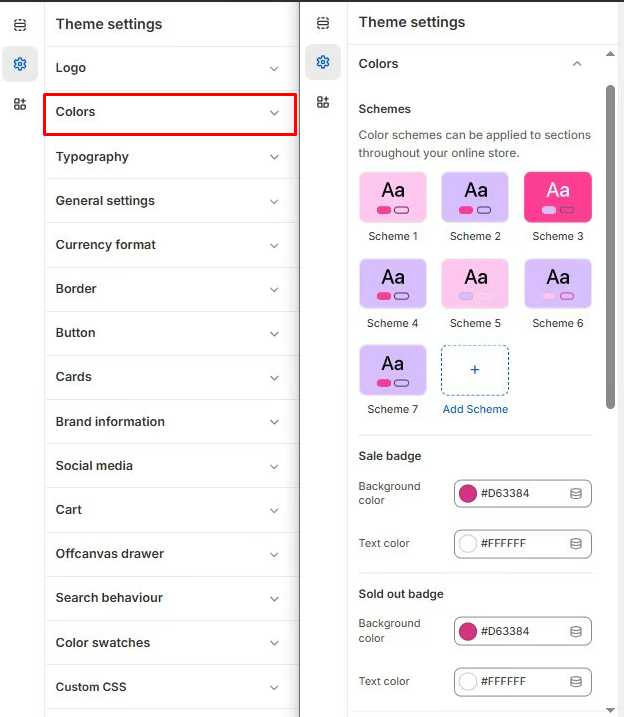 Theme settings
Logo
Colors
Typography
General settings
Currency format
Border
Button
Cards
Brand information
Social media
Cart
Offcanvas drawer
Search behaviour
Color swatches
Custom CSS
Theme settings
Colors
Schemes
Color schemes can be applied to sections
throughout your online store.
Aa Aa Aa
Scheme 1 Scheme 2 Scheme 3
Aa Aa Aa
Scheme 4 Scheme 5 Scheme 6
Aa +
Scheme 7 Add Scheme
Sale badge
Background
color
#D63384
Text color #FFFFFF
Sold out badge
Background
color
#D63384
Text color #FFFFFF